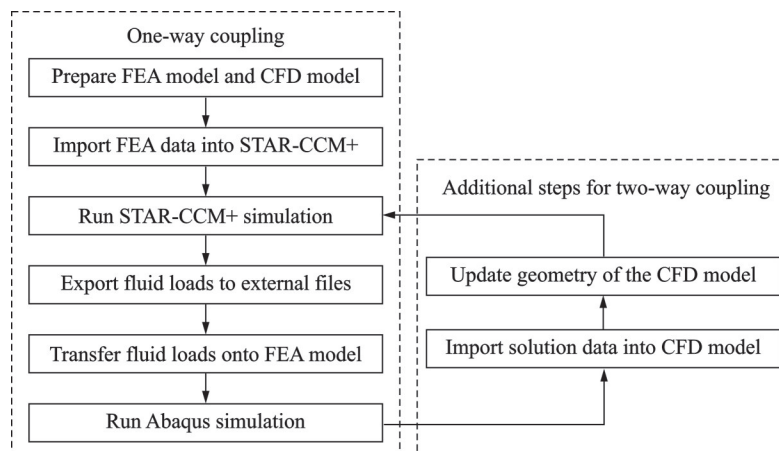 One-way coupling
Prepare FEA model and CFD model
Import FEA data into STAR-CCM+
Run STAR-CCM+ simulation
Export fluid loads to external files
Transfer fluid loads onto FEA model
Run Abaqus simulation
Additional steps for two-way coupling
Update geometry of the CFD model
Import solution data into CFD model